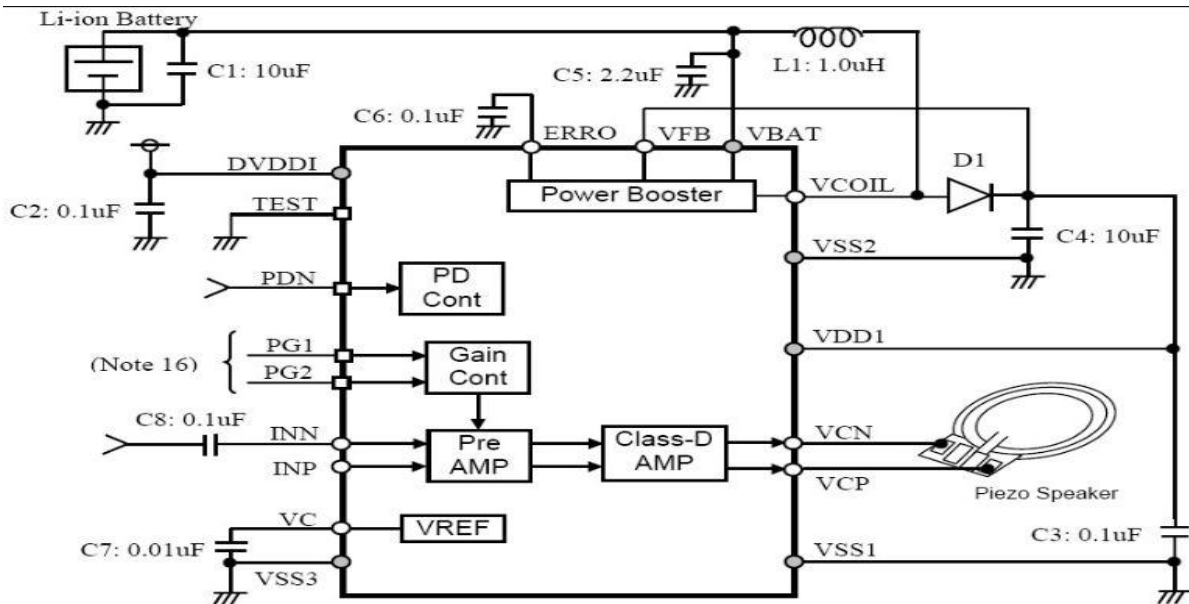 Li-ion Battery
C1: 10uF
C5: 2.2uF
L1: 1.0uH
C6: 0.1uF
ERRO
VFB
VBAT
D1
DVDDI
Power Booster
VCOIL
C2: 0.1uF
TEST
C4: 10uF
VSS2
PDN
PD
Cont
VDD1
(Note 16)
PG1
PG2
Gain
Cont
C8: 0.1uF
INN
INP
Pre
AMP
Class-D
AMP
VCN
VCP
Piezo Speaker
VC
VREF
C7: 0.01uF
VSS3
VSS1
C3: 0.1uF